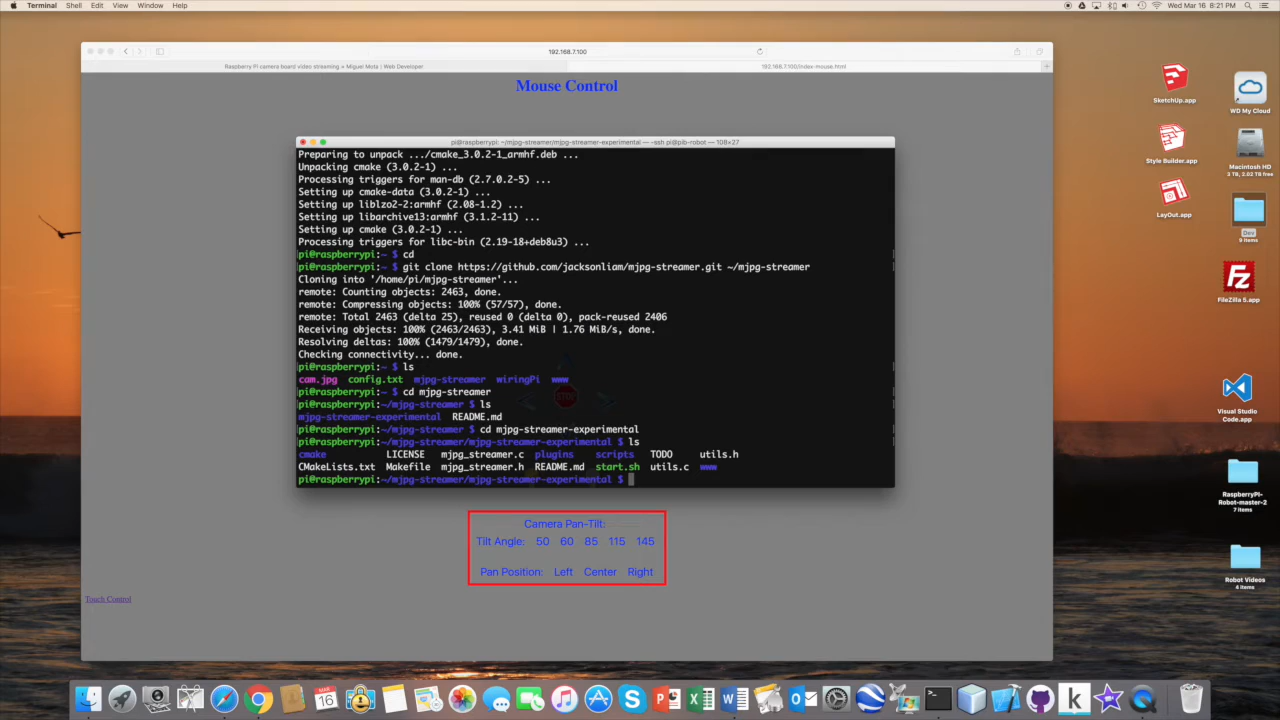 Terminal Shell Edit View Window Help
Wed Mar 16 8:21 PM
192.168.7.100
Raspberry Pi camera board video streaming » Miguel Mota | Web Developer
192.168.7.100/index-mouse.html
Mouse Control
pi@raspberrypi: ~/mjpg-streamer/mjpg-streamer-experimental — -ssh pi@pib-robot — 108×27
Preparing to unpack .../cmake_3.0.2-1_armhf.deb ...
Unpacking cmake (3.0.2-1) ...
Processing triggers for man-db (2.7.0.2-5) ...
Setting up cmake-data (3.0.2-1) ...
Setting up liblzo2-2:armhf (2.08-1.2) ...
Setting up libarchive13:armhf (3.1.2-11) ...
Setting up cmake (3.0.2-1) ...
Processing triggers for libc-bin (2.19-18+deb8u3) ...
pi@raspberrypi:~ $ cd
pi@raspberrypi:~ $ git clone https://github.com/jacksonliam/mjpg-streamer.git ~/mjpg-streamer
Cloning into '/home/pi/mjpg-streamer'...
remote: Counting objects: 2463, done.
remote: Compressing objects: 100% (57/57), done.
remote: Total 2463 (delta 25), reused 0 (delta 0), pack-reused 2406
Receiving objects: 100% (2463/2463), 3.41 MiB | 1.76 MiB/s, done.
Resolving deltas: 100% (1479/1479), done.
Checking connectivity... done.
pi@raspberrypi:~ $ ls
cam.jpg config.txt mjpg-streamer wiringPi www
pi@raspberrypi:~ $ cd mjpg-streamer
pi@raspberrypi:~/mjpg-streamer $ ls
mjpg-streamer-experimental README.md
pi@raspberrypi:~/mjpg-streamer $ cd mjpg-streamer-experimental
pi@raspberrypi:~/mjpg-streamer/mjpg-streamer-experimental $ ls
cmake LICENSE mjpg_streamer.c plugins scripts TODO utils.h
CMakeLists.txt Makefile mjpg_streamer.h README.md start.sh utils.c www
pi@raspberrypi:~/mjpg-streamer/mjpg-streamer-experimental $
STOP
Camera Pan-Tilt:
Tilt Angle: 50 60 85 115 145
Pan Position: Left Center Right
Touch Control
SketchUp.app
WD My Cloud
Style Builder.app
Macintosh HD
3 TB, 3.02 TB free
LayOut.app
Dev
9 items
FileZilla 5.app
Visual Studio
Code.app
RaspberryPI-
Robot-master-2
7 items
Robot Videos
4 items
MAR
16